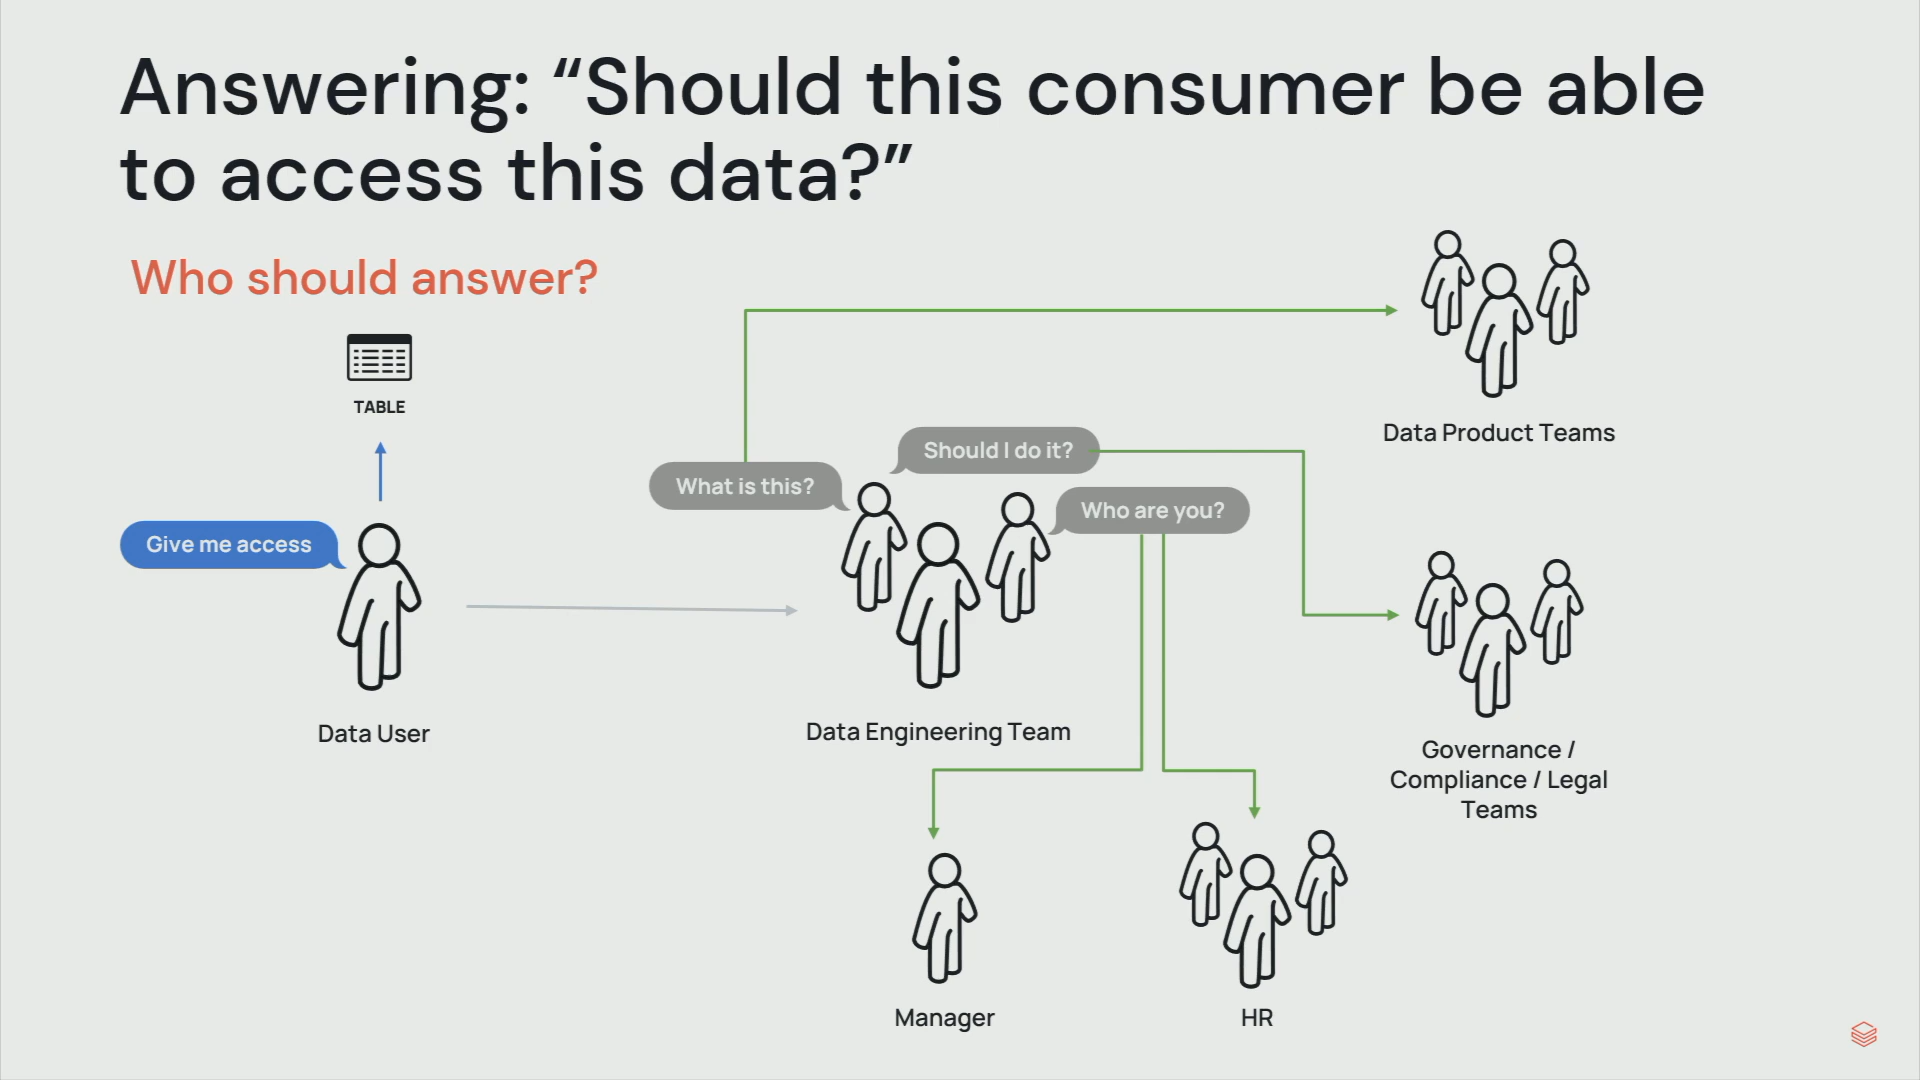 Answering: “Should this consumer be able
to access this data?”
Who should answer?
TABLE
Give me access
Data User
What is this?
Should I do it?
Who are you?
Data Engineering Team
Data Product Teams
Governance /
Compliance / Legal
Teams
Manager
HR